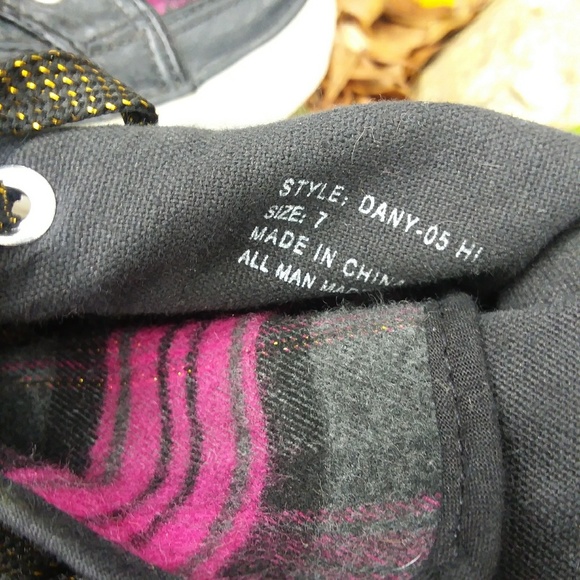 STYLE: DANY-05 HI
SIZE: 7
MADE IN CHINA
ALL MAN